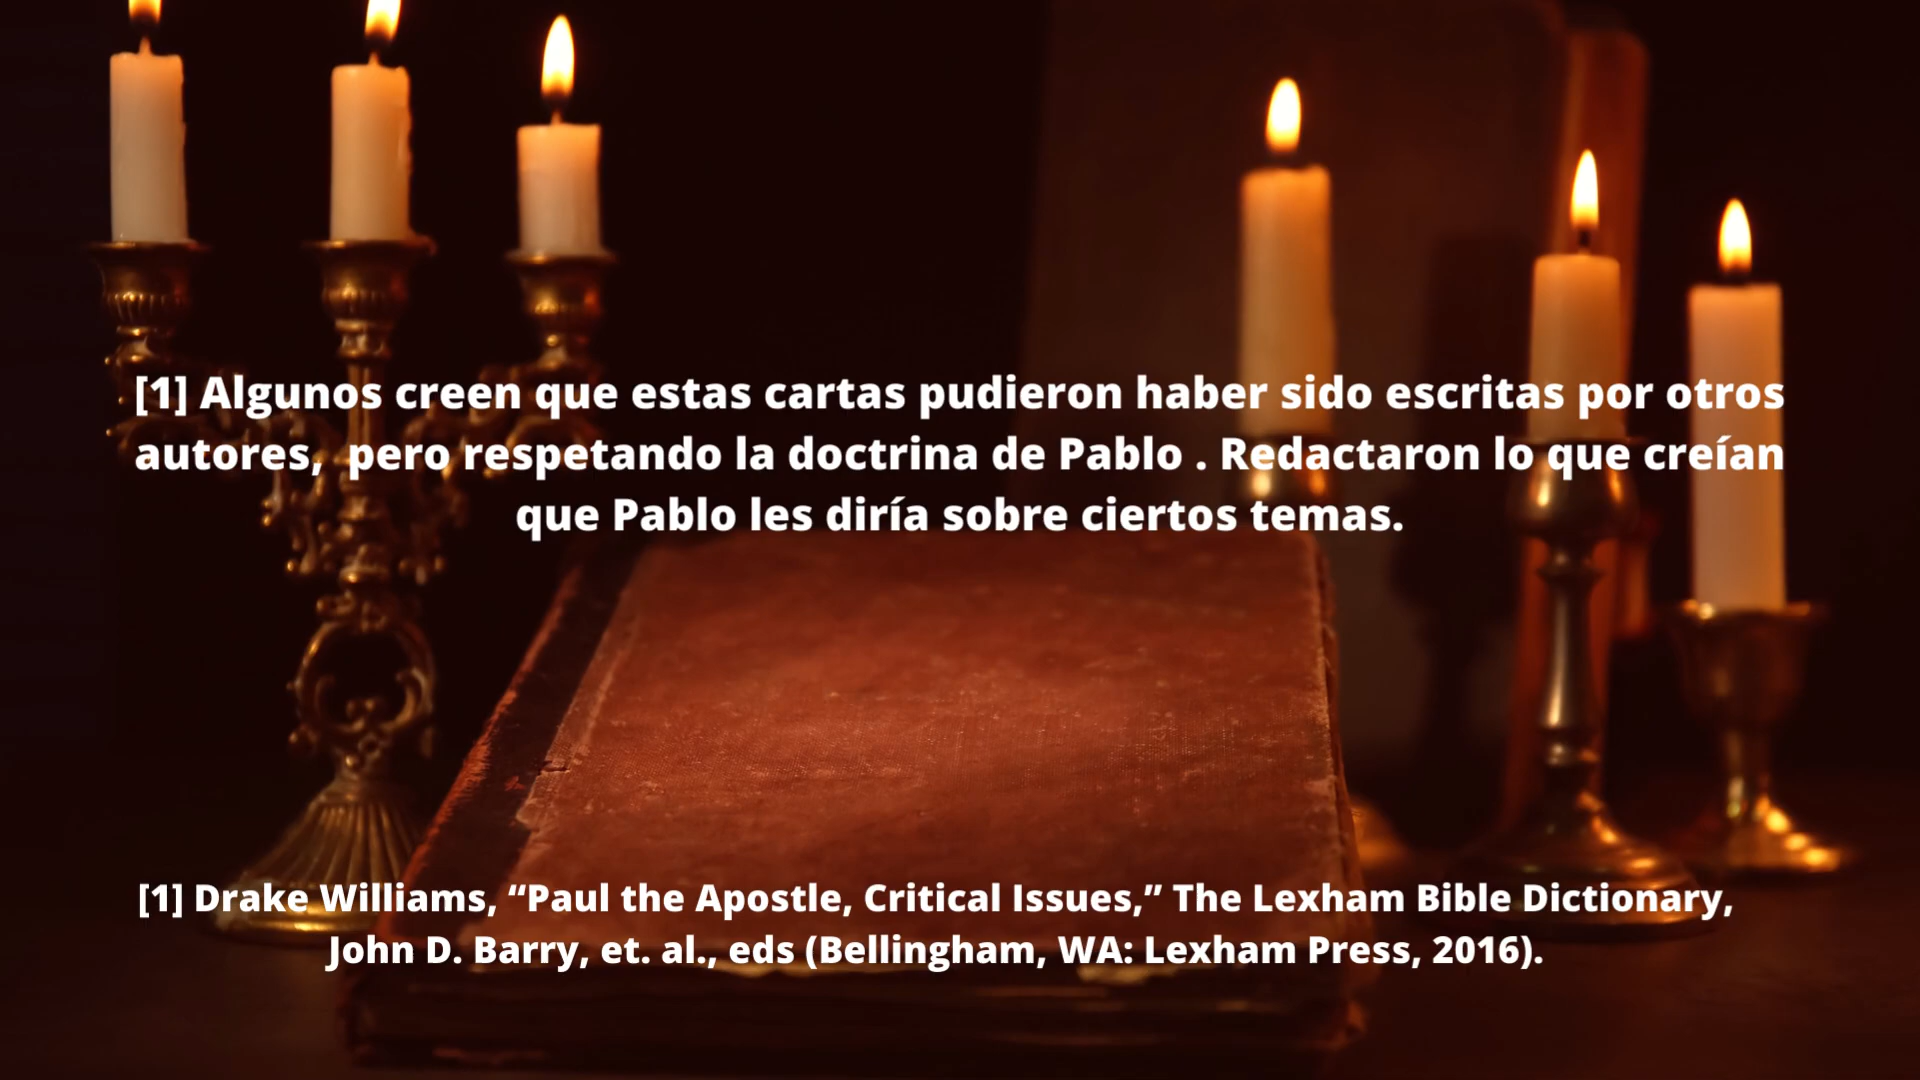 [1] Algunos creen que estas cartas pudieron haber sido escritas por otros
autores,  pero respetando la doctrina de Pablo . Redactaron lo que creían
que Pablo les diría sobre ciertos temas.
[1] Drake Williams, “Paul the Apostle, Critical Issues,” The Lexham Bible Dictionary,
John D. Barry, et. al., eds (Bellingham, WA: Lexham Press, 2016).